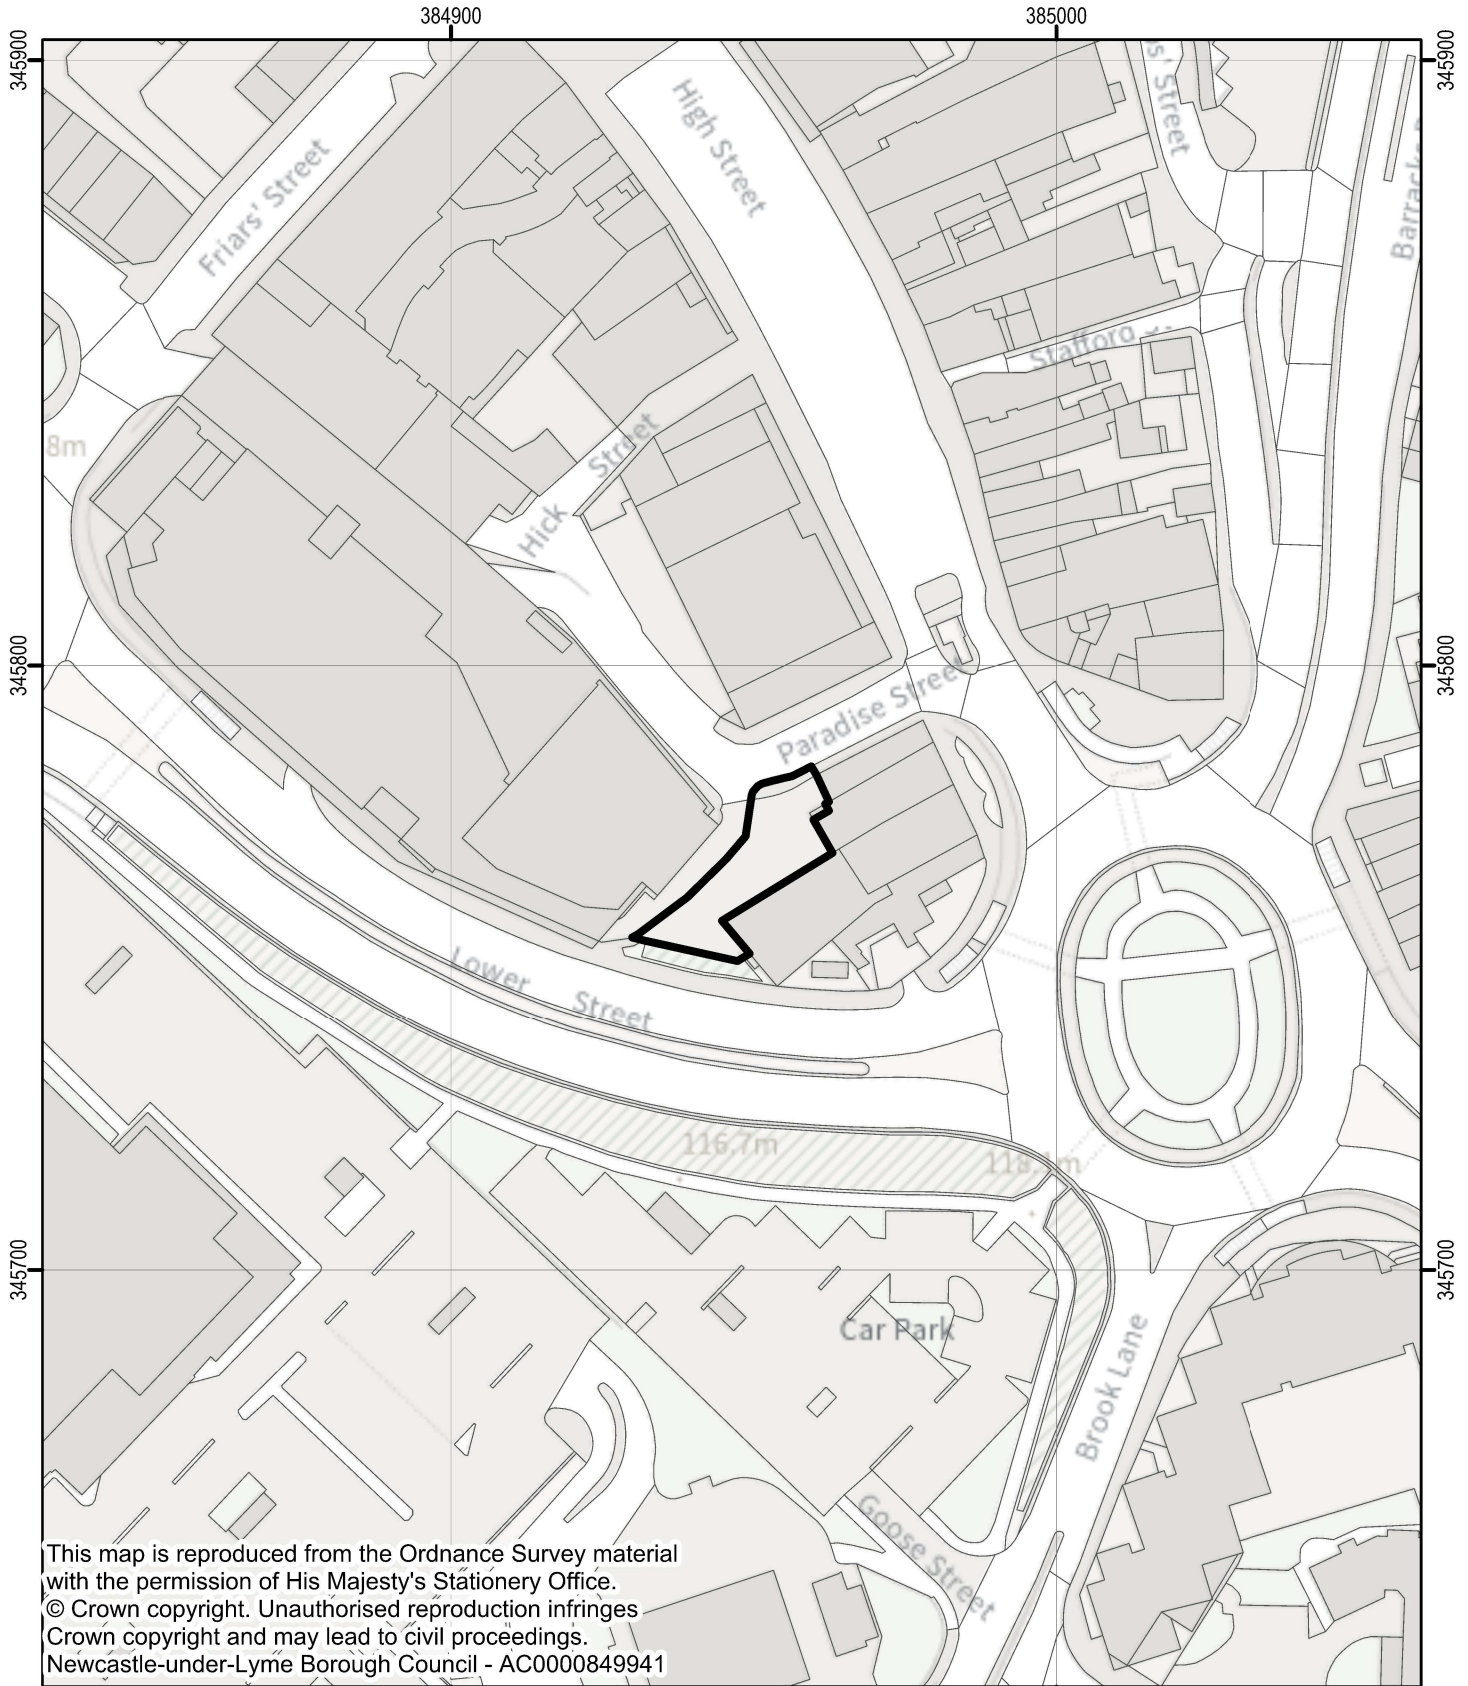 384900
385000
345900
345900
High Street
s' Street
Friars' Street
Stafford
8m
Hick Street
345800
345800
Paradise Street
Lower Street
116.7m
118.1m
345700
345700
Car Park
Brook Lane
Goose Street
This map is reproduced from the Ordnance Survey material
with the permission of His Majesty's Stationery Office.
© Crown copyright. Unauthorised reproduction infringes
Crown copyright and may lead to civil proceedings.
Newcastle-under-Lyme Borough Council - AC0000849941